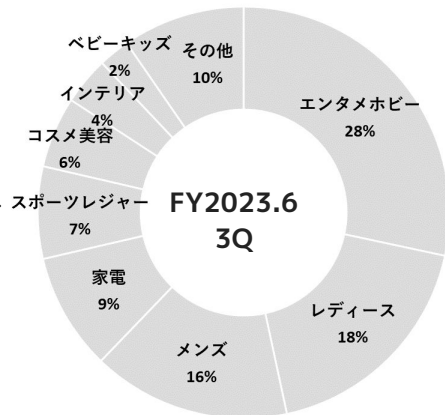 エンタメホビー
28%
レディース
18%
メンズ
16%
家電
9%
スポーツレジャー
7%
コスメ美容
6%
インテリア
4%
ベビーキッズ
2%
その他
10%
FY2023.6
3Q